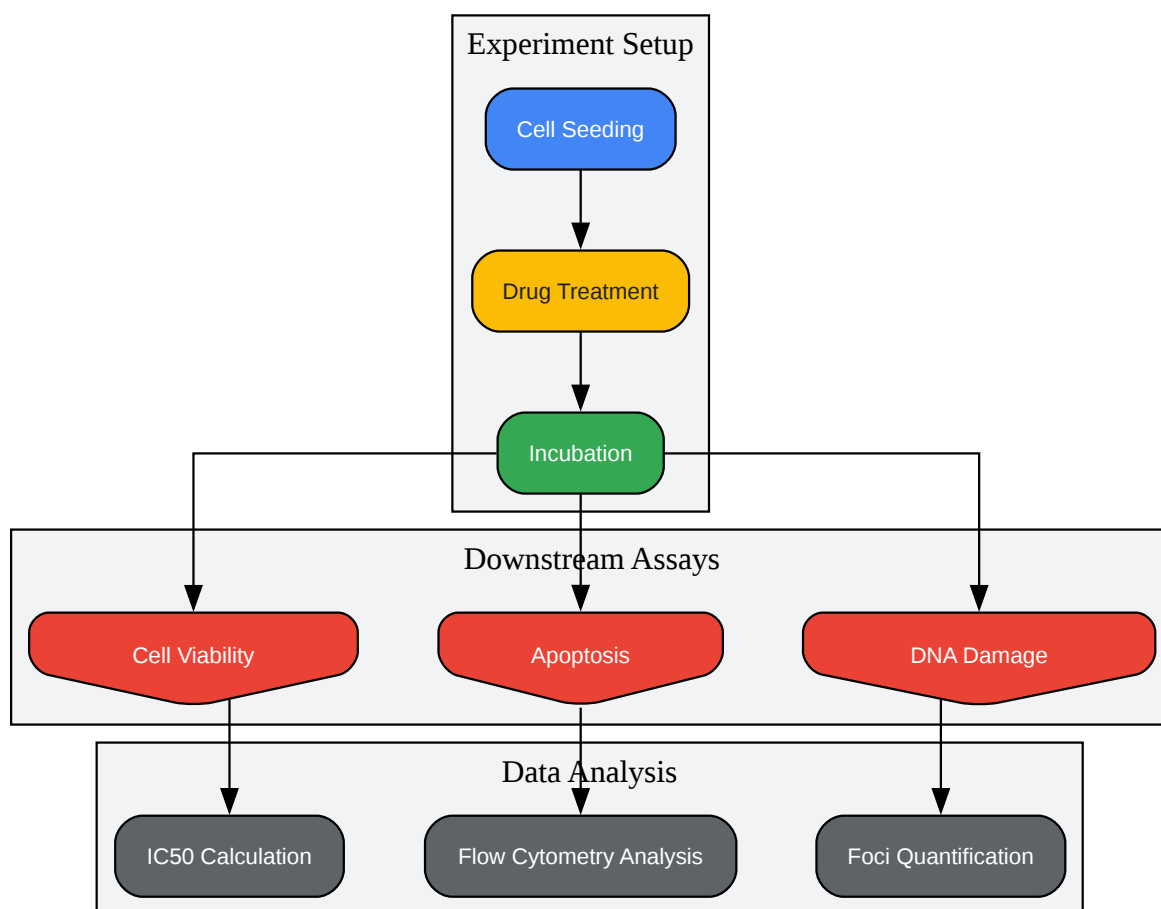 Experiment Setup
Cell Seeding
Drug Treatment
Incubation
Downstream Assays
Cell Viability
Apoptosis
DNA Damage
Data Analysis
IC50 Calculation
Flow Cytometry Analysis
Foci Quantification